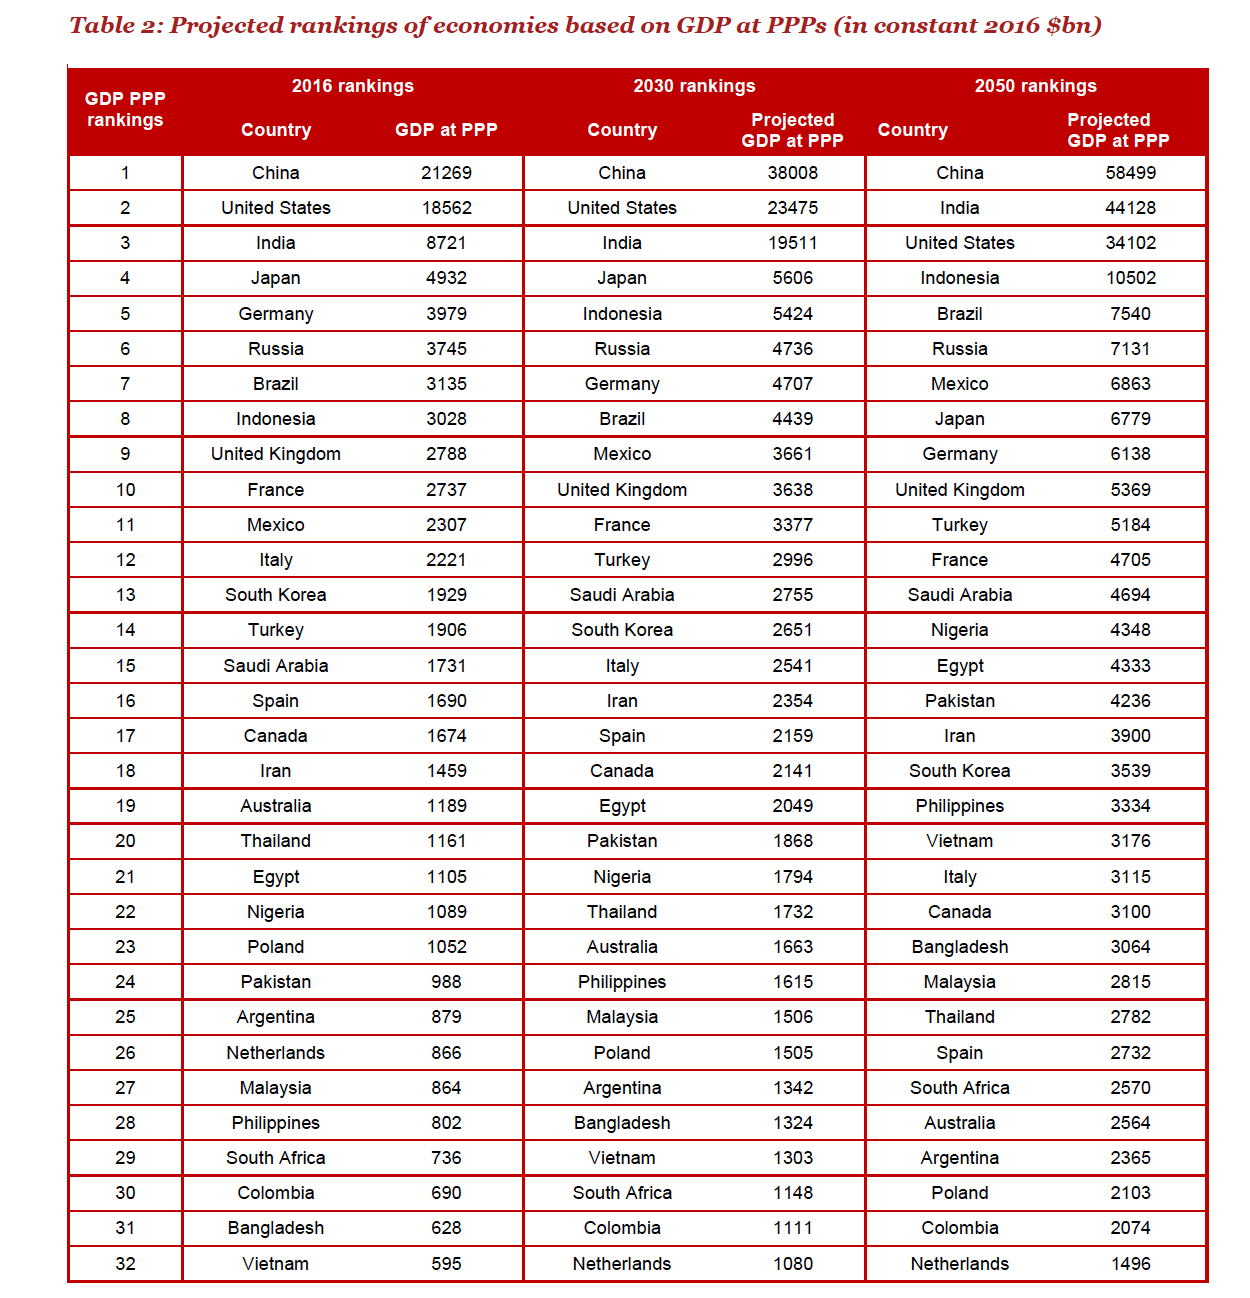 Table 2: Projected rankings of economies based on GDP at PPPs (in constant 2016 $bn)
GDP PPP rankings 2016 rankings 2030 rankings 2050 rankings
Country GDP at PPP Country Projected GDP at PPP Country Projected GDP at PPP
1 China 21269 China 38008 China 58499
2 United States 18562 United States 23475 India 44128
3 India 8721 India 19511 United States 34102
4 Japan 4932 Japan 5606 Indonesia 10502
5 Germany 3979 Indonesia 5424 Brazil 7540
6 Russia 3745 Russia 4736 Russia 7131
7 Brazil 3135 Germany 4707 Mexico 6863
8 Indonesia 3028 Brazil 4439 Japan 6779
9 United Kingdom 2788 Mexico 3661 Germany 6138
10 France 2737 United Kingdom 3638 United Kingdom 5369
11 Mexico 2307 France 3377 Turkey 5184
12 Italy 2221 Turkey 2996 France 4705
13 South Korea 1929 Saudi Arabia 2755 Saudi Arabia 4694
14 Turkey 1906 South Korea 2651 Nigeria 4348
15 Saudi Arabia 1731 Italy 2541 Egypt 4333
16 Spain 1690 Iran 2354 Pakistan 4236
17 Canada 1674 Spain 2159 Iran 3900
18 Iran 1459 Canada 2141 South Korea 3539
19 Australia 1189 Egypt 2049 Philippines 3334
20 Thailand 1161 Pakistan 1868 Vietnam 3176
21 Egypt 1105 Nigeria 1794 Italy 3115
22 Nigeria 1089 Thailand 1732 Canada 3100
23 Poland 1052 Australia 1663 Bangladesh 3064
24 Pakistan 988 Philippines 1615 Malaysia 2815
25 Argentina 879 Malaysia 1506 Thailand 2782
26 Netherlands 866 Poland 1505 Spain 2732
27 Malaysia 864 Argentina 1342 South Africa 2570
28 Philippines 802 Bangladesh 1324 Australia 2564
29 South Africa 736 Vietnam 1303 Argentina 2365
30 Colombia 690 South Africa 1148 Poland 2103
31 Bangladesh 628 Colombia 1111 Colombia 2074
32 Vietnam 595 Netherlands 1080 Netherlands 1496